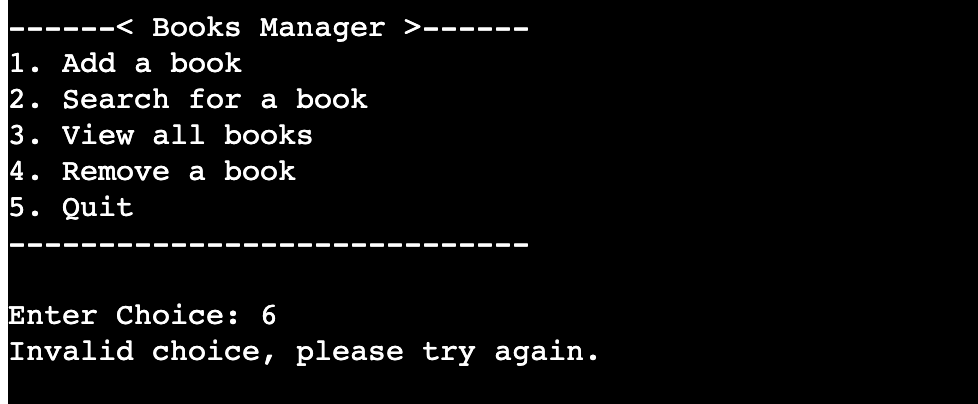 ------< Books Manager >------
1. Add a book
2. Search for a book
3. View all books
4. Remove a book
5. Quit
-----------------------------
Enter Choice: 6
Invalid choice, please try again.